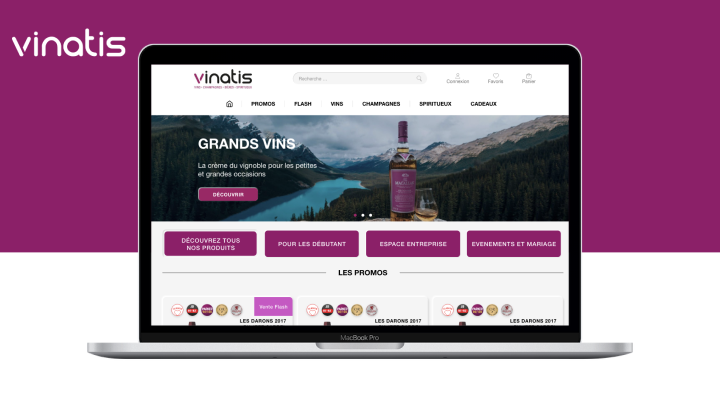 vinatis
vinatis
VINS • CHAMPAGNES • BIÈRES • SPIRITUEUX
Recherche ...
Connexion
Favoris
Panier
PROMOS
FLASH
VINS
CHAMPAGNES
SPIRITUEUX
CADEAUX
GRANDS VINS
La crème du vignoble pour les petites
et grandes occasions
DÉCOUVRIR
MACALLAN
DÉCOUVREZ TOUS
NOS PRODUITS
POUR LES DÉBUTANT
ESPACE ENTREPRISE
EVENEMENTS ET MARIAGE
LES PROMOS
Vente Flash
LES DARONS 2017
LES DARONS 2017
LES DARONS 2017
MacBook Pro